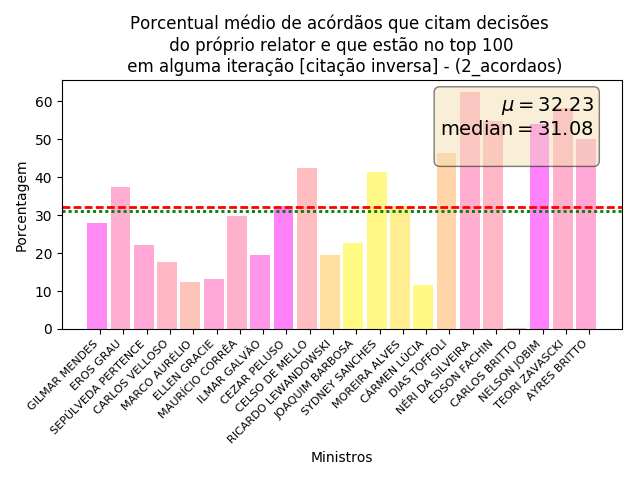 Porcentual médio de acórdãos que citam decisões
do próprio relator e que estão no top 100
em alguma iteração [citação inversa] - (2_acordaos)
μ = 32.23
median = 31.08
Porcentagem
60
50
40
30
20
10
0
GILMAR MENDES
EROS GRAU
SEPÚLVEDA PERTENCE
CARLOS VELLOSO
MARCO AURÉLIO
ELLEN GRACIE
MAURÍCIO CORRÊA
ILMAR GALVÃO
CEZAR PELUSO
CELSO DE MELLO
RICARDO LEWANDOWSKI
JOAQUIM BARBOSA
SYDNEY SANCHES
MOREIRA ALVES
CÁRMEN LÚCIA
DIAS TOFFOLI
NÉRI DA SILVEIRA
EDSON FACHIN
CARLOS BRITTO
NELSON JOBIM
TEORI ZAVASCKI
AYRES BRITTO
Ministros